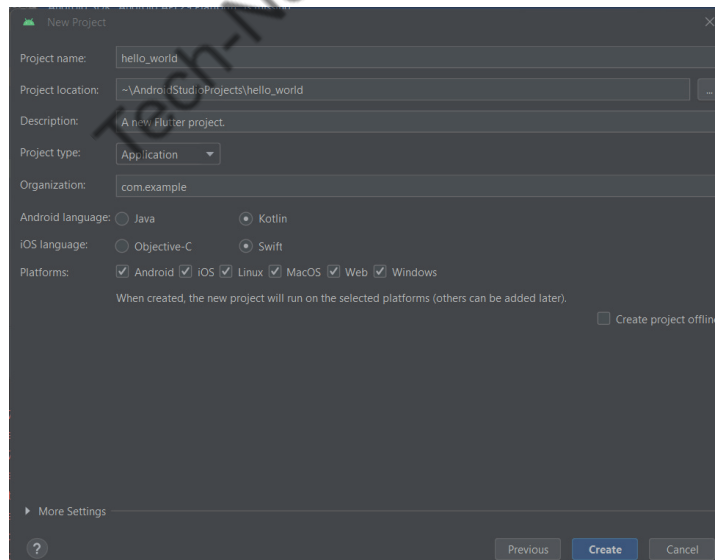 New Project
Project name: hello_world
Project location: ~\AndroidStudioProjects\hello_world ...
Description: A new Flutter project.
Project type: Application
Organization: com.example
Android language: Java Kotlin
iOS language: Objective-C Swift
Platforms: Android iOS Linux MacOS Web Windows
When created, the new project will run on the selected platforms (others can be added later).
Create project offline
More Settings
? Previous Create Cancel